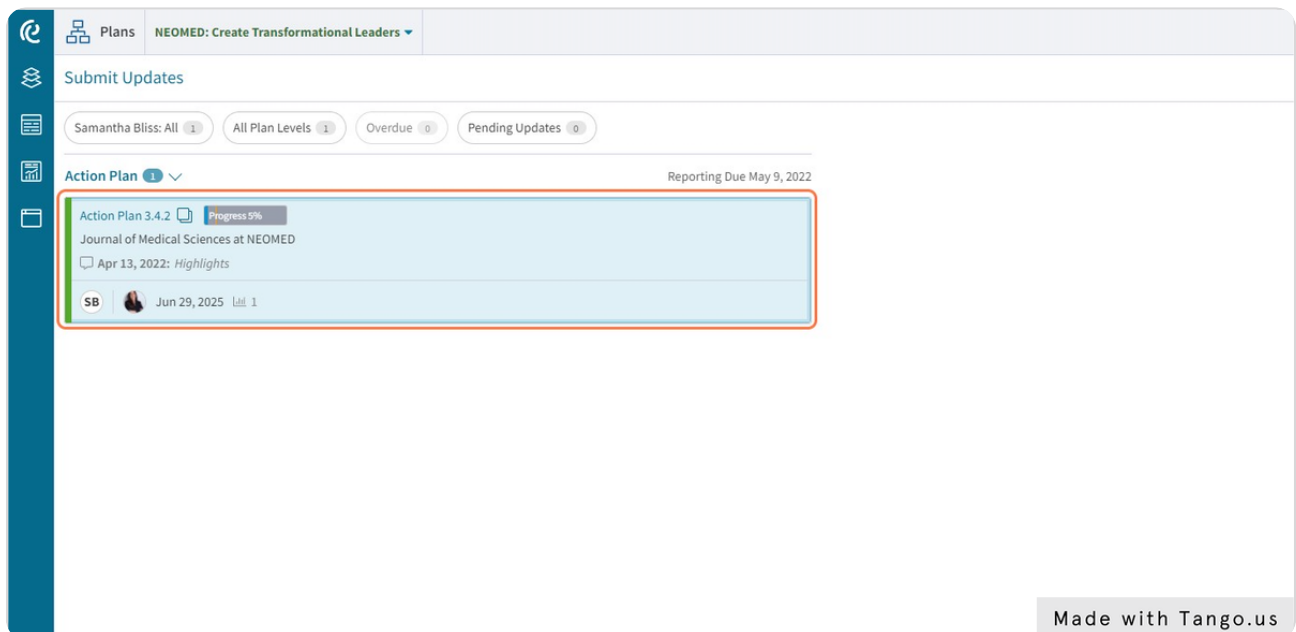 Plans
NEOMED: Create Transformational Leaders
Submit Updates
Samantha Bliss: All 1
All Plan Levels 1
Overdue 0
Pending Updates 0
Action Plan 1
Reporting Due May 9, 2022
Action Plan 3.4.2
Progress 5%
Journal of Medical Sciences at NEOMED
Apr 13, 2022: Highlights
SB
Jun 29, 2025
1
Made with Tango.us